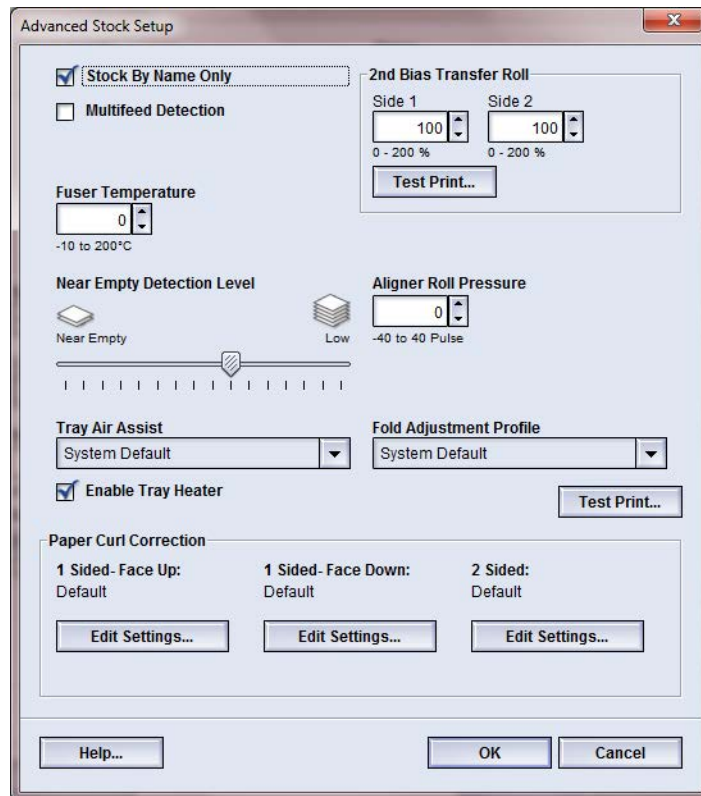 Advanced Stock Setup
Stock By Name Only
Multifeed Detection
2nd Bias Transfer Roll
Side 1 Side 2
100 100
0 - 200 % 0 - 200 %
Test Print...
Fuser Temperature
0
-10 to 200°C
Near Empty Detection Level
Near Empty Low
Aligner Roll Pressure
0
-40 to 40 Pulse
Tray Air Assist
System Default
Fold Adjustment Profile
System Default
Enable Tray Heater
Test Print...
Paper Curl Correction
1 Sided- Face Up: 1 Sided- Face Down: 2 Sided:
Default Default Default
Edit Settings... Edit Settings... Edit Settings...
Help... OK Cancel